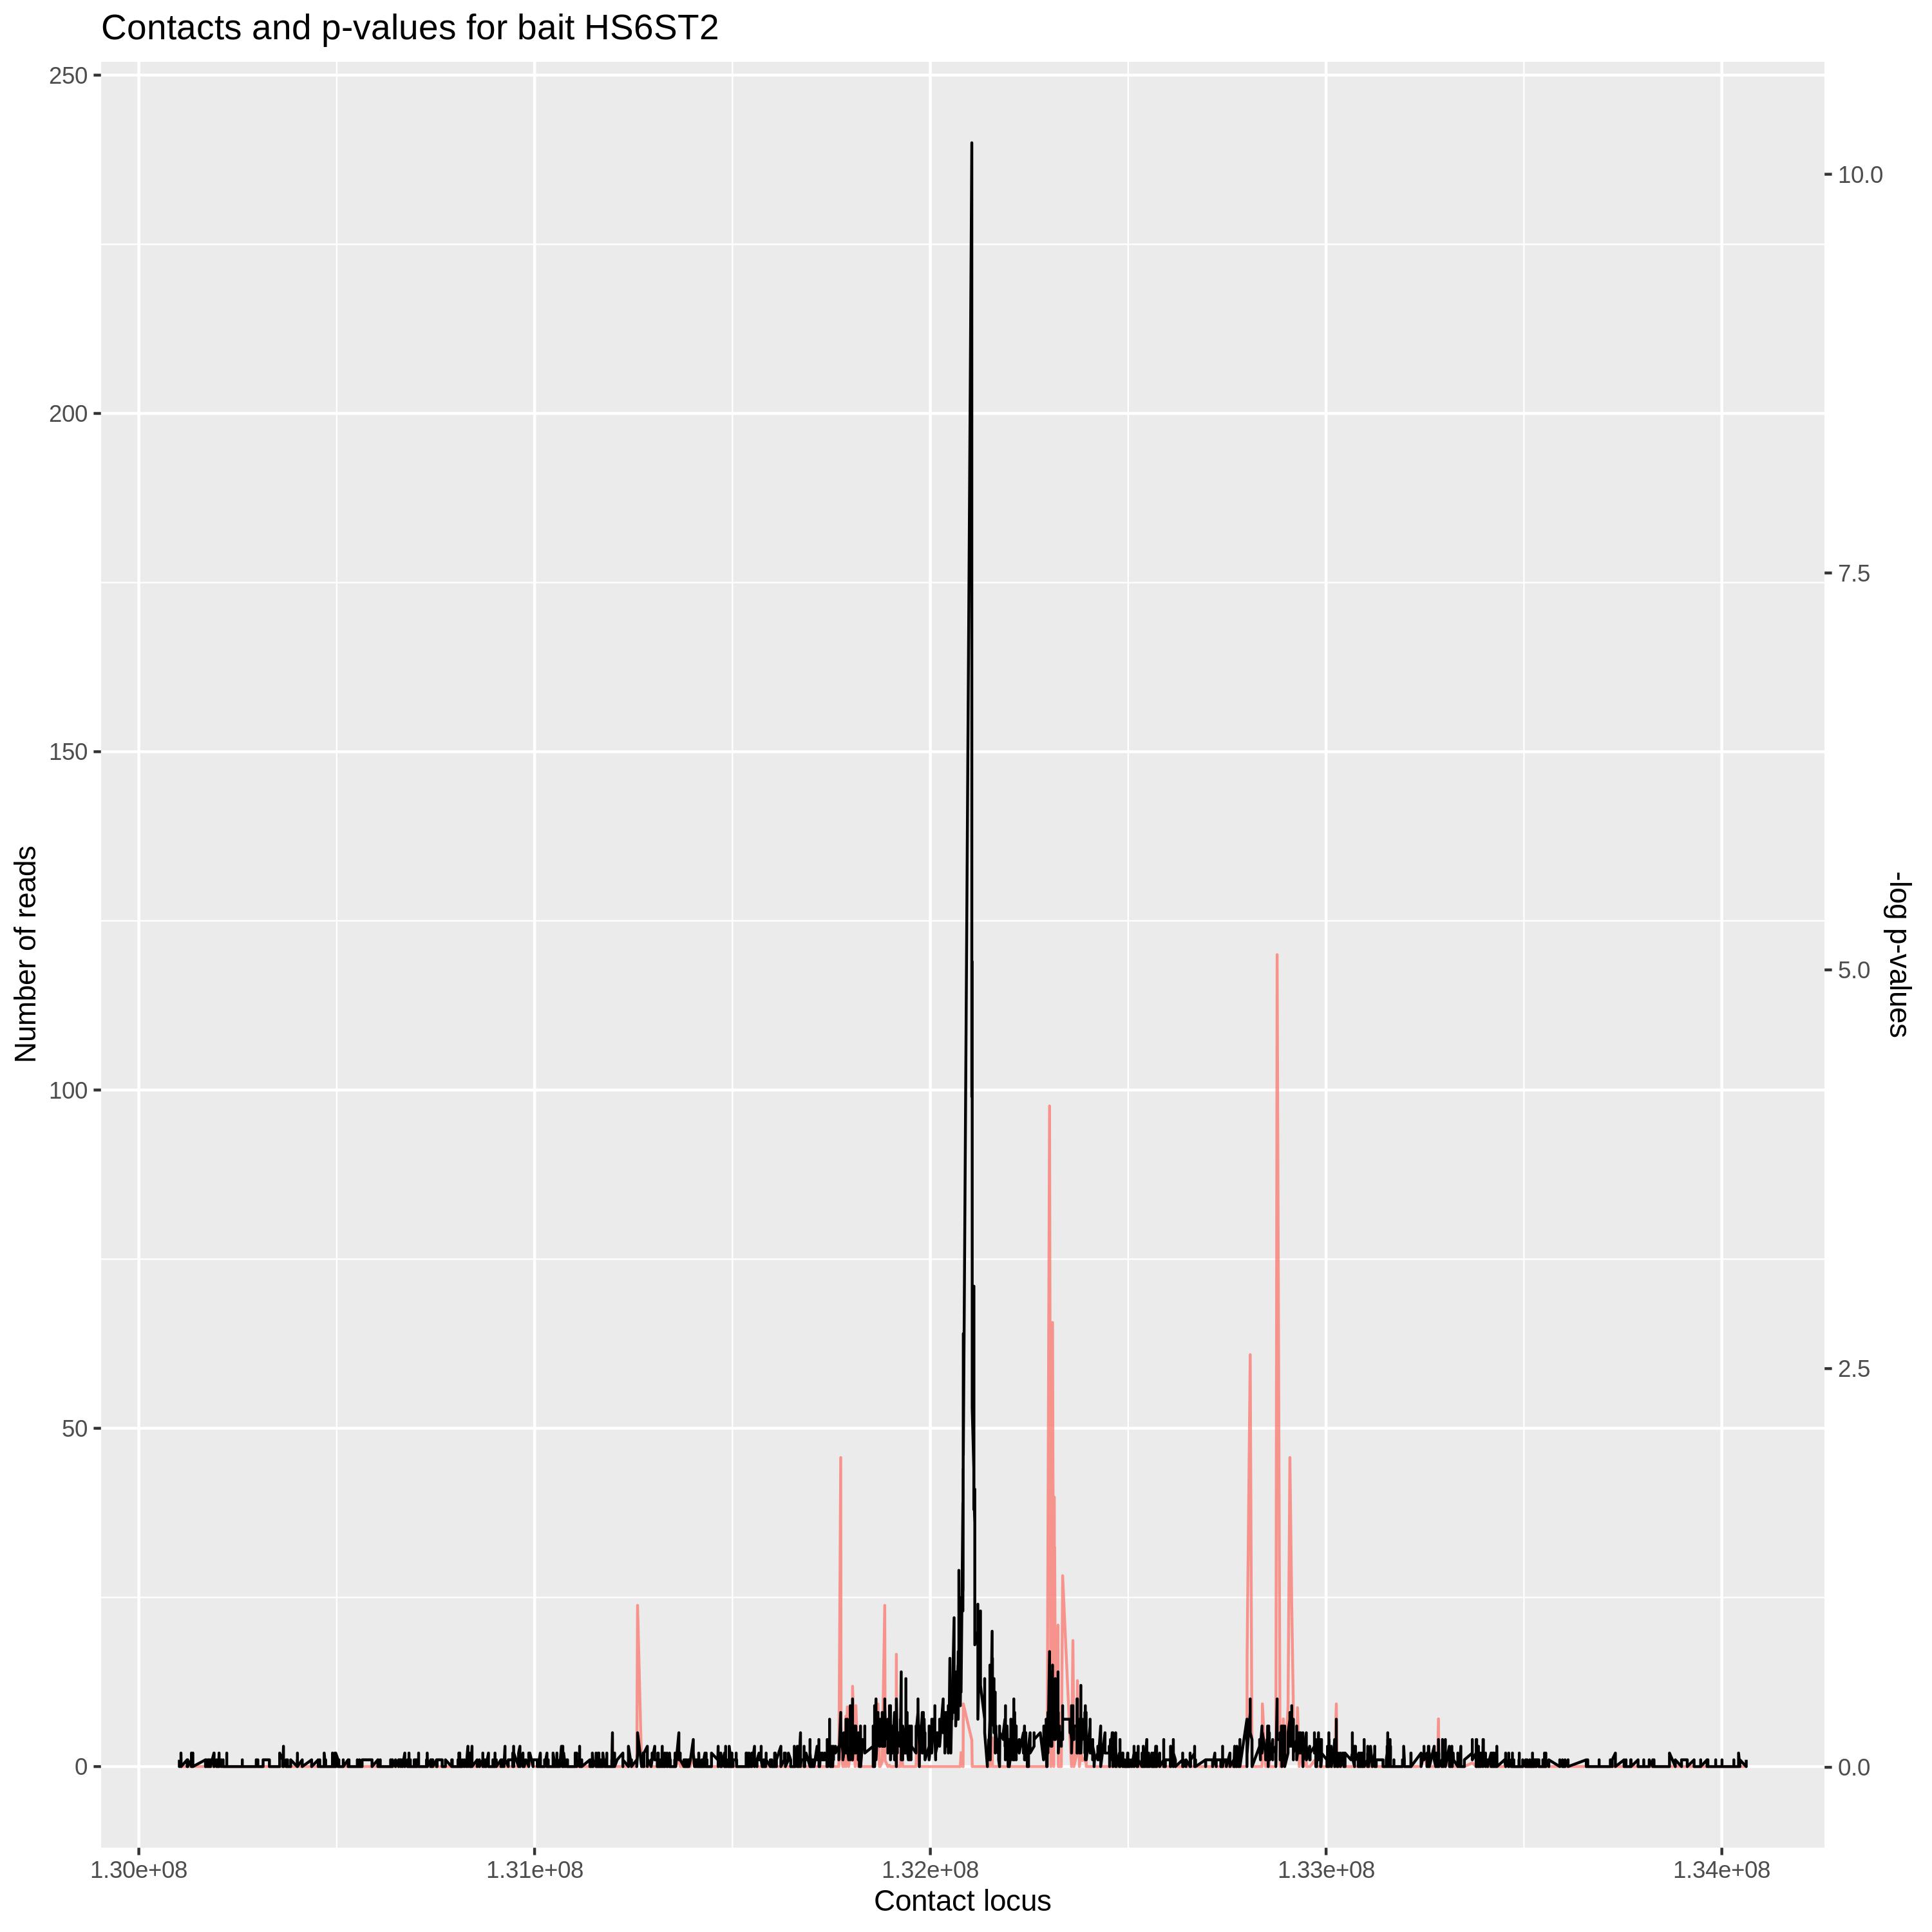 Contacts and p-values for bait HS6ST2
250
200
150
100
50
0
Number of reads
10.0
7.5
5.0
2.5
0.0
-log p-values
1.30e+08
1.31e+08
1.32e+08
1.33e+08
1.34e+08
Contact locus